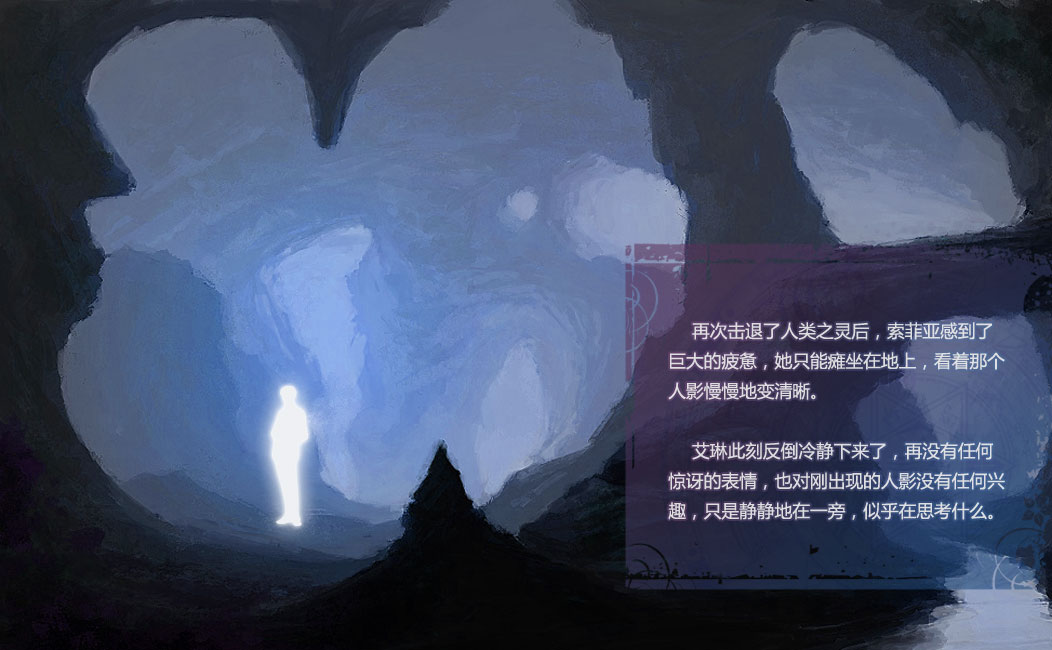 再次击退了人类之灵后，索菲亚感到了
巨大的疲惫，她只能瘫坐在地上，看着那个
人影慢慢地变清晰。
艾琳此刻反倒冷静下来了，再没有任何
惊讶的表情，也对刚出现的人影没有任何兴
趣，只是静静地在一旁，似乎在思考什么。